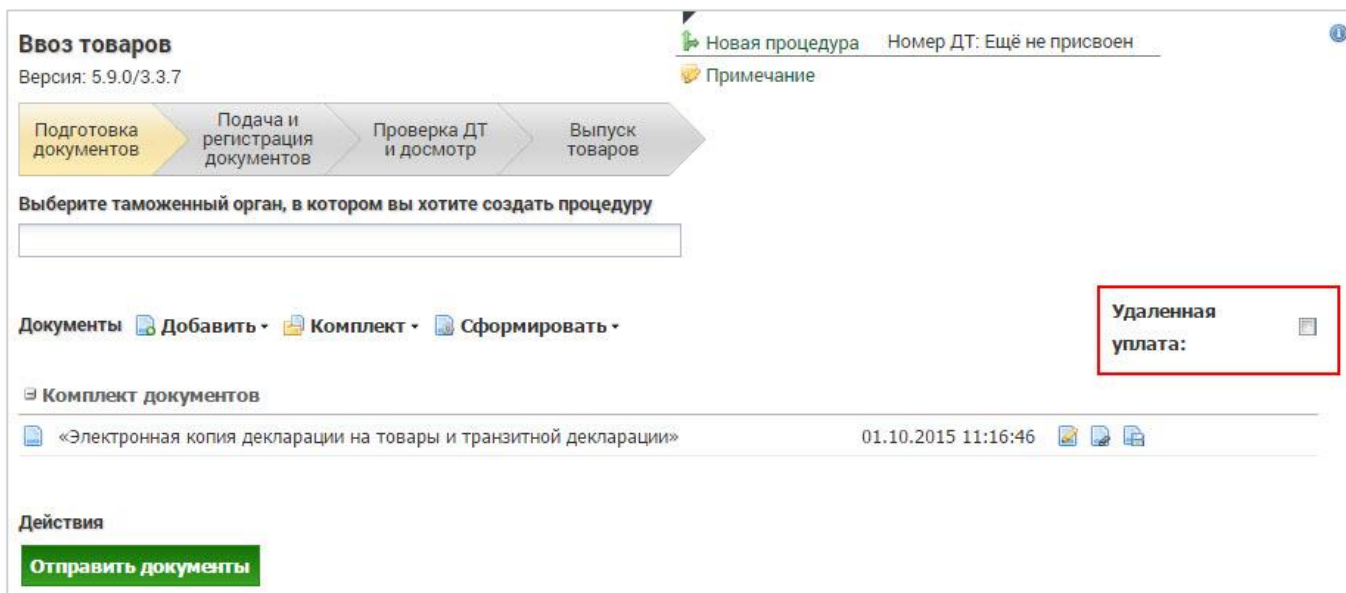 Ввоз товаров
Новая процедура Номер ДТ: Ещё не присвоен
Версия: 5.9.0/3.3.7
Примечание
Подготовка документов
Подача и регистрация документов
Проверка ДТ и досмотр
Выпуск товаров
Выберите таможенный орган, в котором вы хотите создать процедуру
Документы Добавить Комплект Сформировать
Удаленная
уплата:
Комплект документов
«Электронная копия декларации на товары и транзитной декларации» 01.10.2015 11:16:46
Действия
Отправить документы